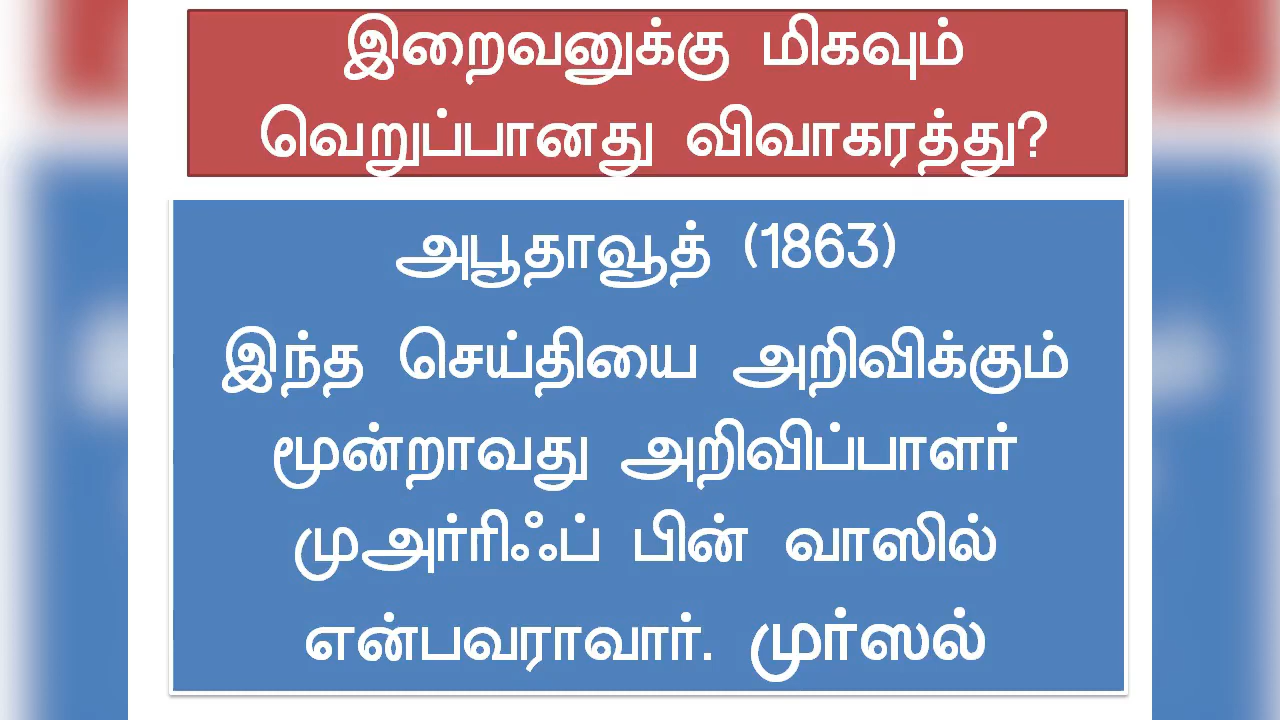 இறைவனுக்கு மிகவும்
வெறுப்பானது விவாகரத்து?
அபூதாவூத் (1863)
இந்த செய்தியை அறிவிக்கும்
மூன்றாவது அறிவிப்பாளர்
முஅர்ரிஃப் பின் வாஸில்
என்பவராவார். முர்ஸல்